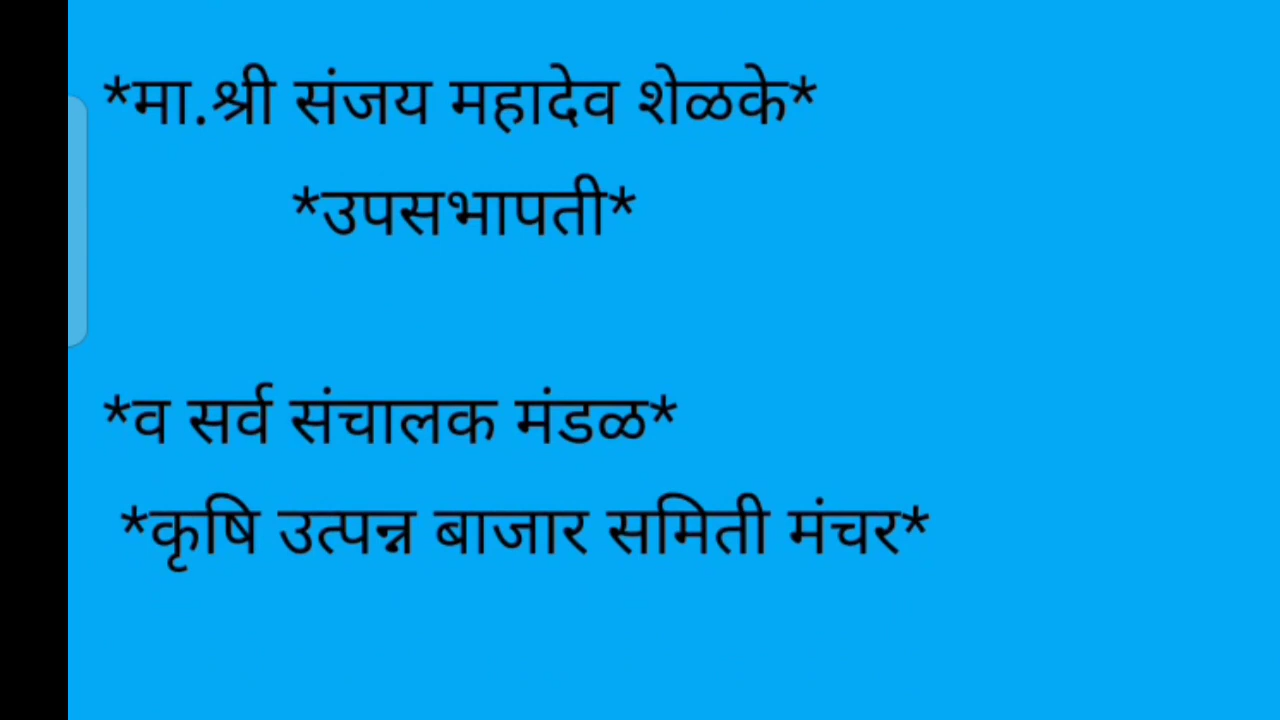 *मा.श्री संजय महादेव शेळके*
*उपसभापती*
*व सर्व संचालक मंडळ*
*कृषि उत्पन्न बाजार समिती मंचर*